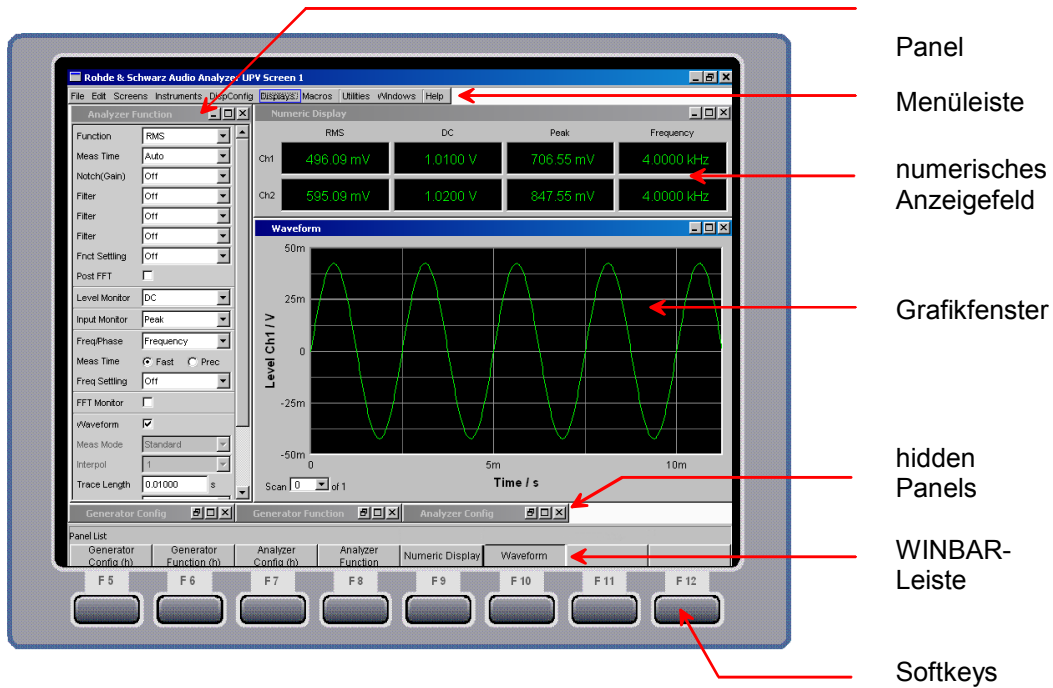 Panel
Menüleiste
numerisches
Anzeigefeld
Grafikfenster
hidden
Panels
WINBAR-
Leiste
Softkeys
Rohde & Schwarz Audio Analyzer UPV Screen 1
File Edit Screens Instruments DispConfig Displays Macros Utilities Windows Help
Analyzer Function
Function RMS
Meas Time Auto
Notch(Gain) Off
Filter Off
Filter Off
Filter Off
Fnct Settling Off
Post FFT
Level Monitor DC
Input Monitor Peak
Freq/Phase Frequency
Meas Time Fast Prec
Freq Settling Off
FFT Monitor
Waveform
Meas Mode Standard
Interpol 1
Trace Length 0.01000 s
Numeric Display
RMS DC Peak Frequency
Ch1 496.09 mV 1.0100 V 706.55 mV 4.0000 kHz
Ch2 595.09 mV 1.0200 V 847.55 mV 4.0000 kHz
Waveform
Level Ch1 / V
50m
25m
0
-25m
-50m
0 5m 10m
Time / s
Scan 0 of 1
Generator Config Generator Function Analyzer Config
Panel List
Generator Config (h)
Generator Function (h)
Analyzer Config (h)
Analyzer Function
Numeric Display
Waveform
F 5 F 6 F 7 F 8 F 9 F 10 F 11 F 12